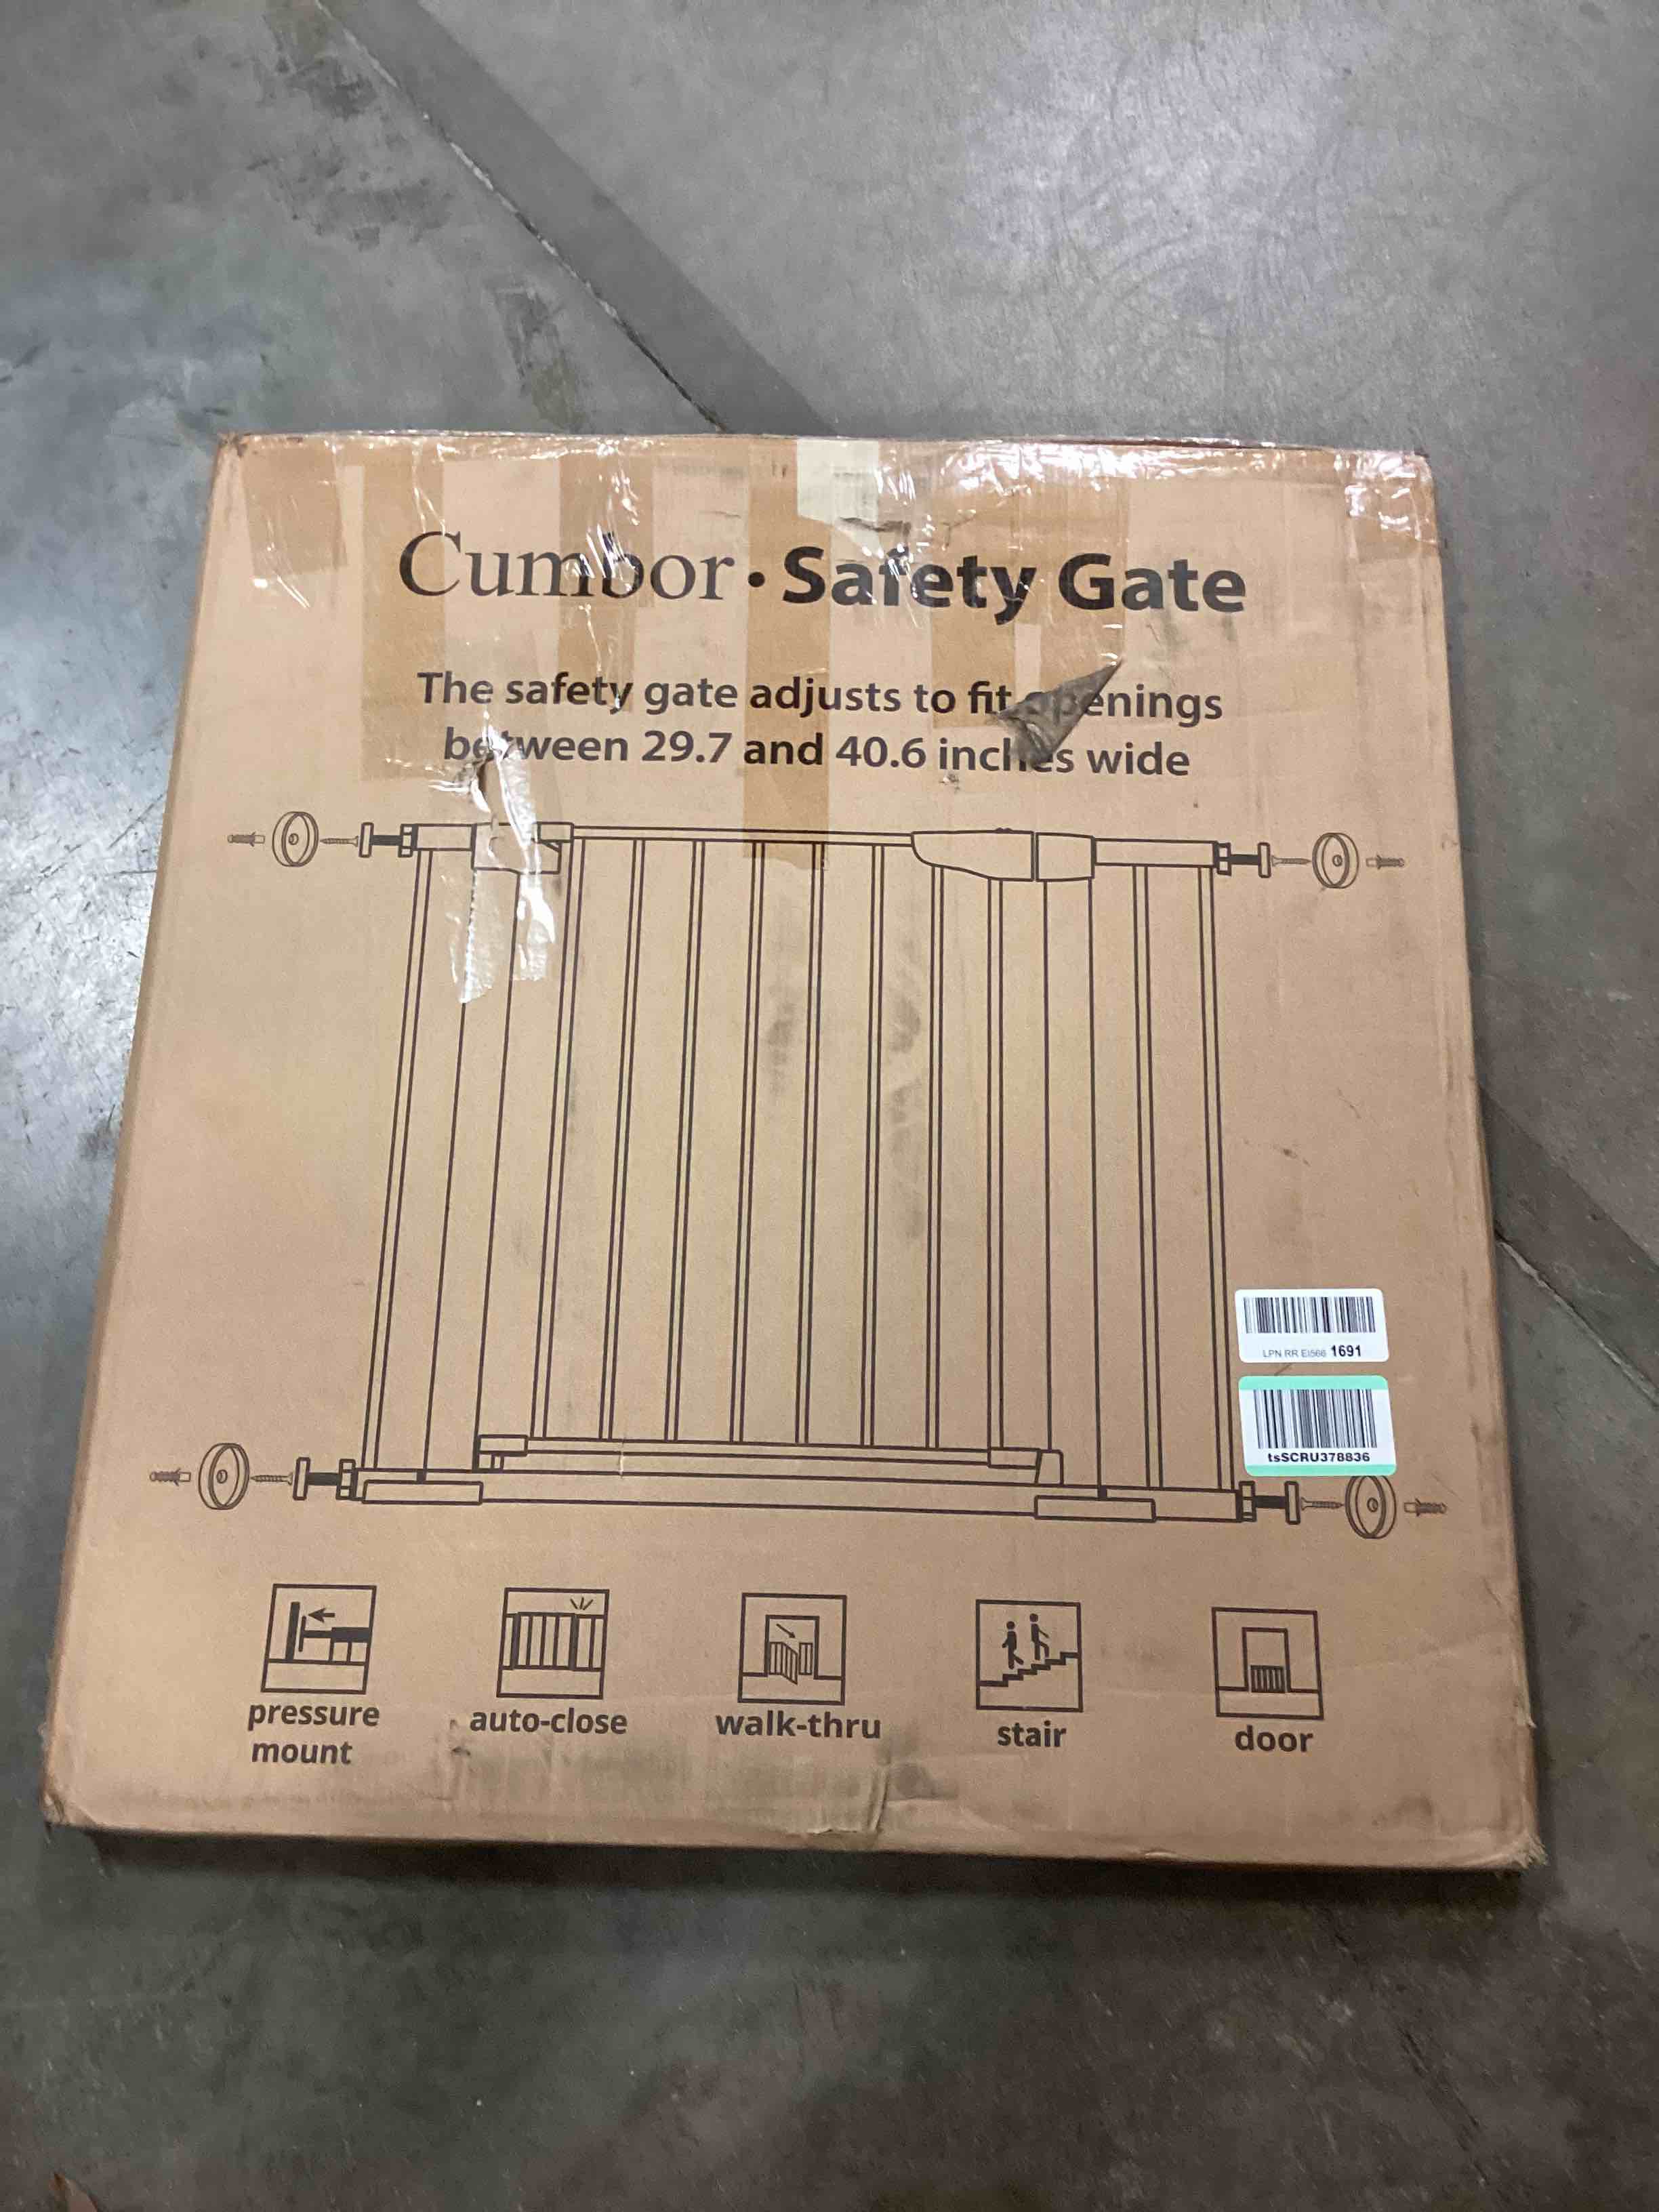 Cumbor · Safety Gate
The safety gate adjusts to fit openings
between 29.7 and 40.6 inches wide
LPN RR EI566 1691
tsSCRU378836
pressure
mount
auto-close
walk-thru
stair
door